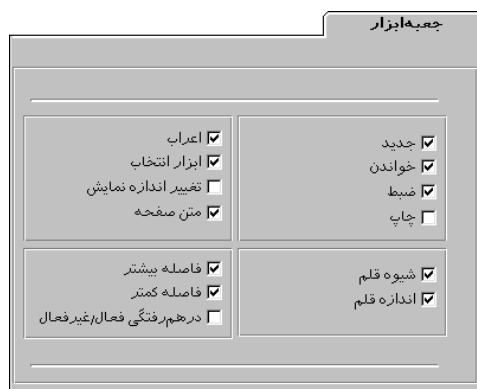 جعبه‌ابزار
جدید
خواندن
ضبط
چاپ
اعراب
ابزار انتخاب
تغییر اندازه نمایش
متن صفحه
شیوه قلم
اندازه قلم
فاصله بیشتر
فاصله کمتر
درهم‌رفتگی فعال/غیرفعال